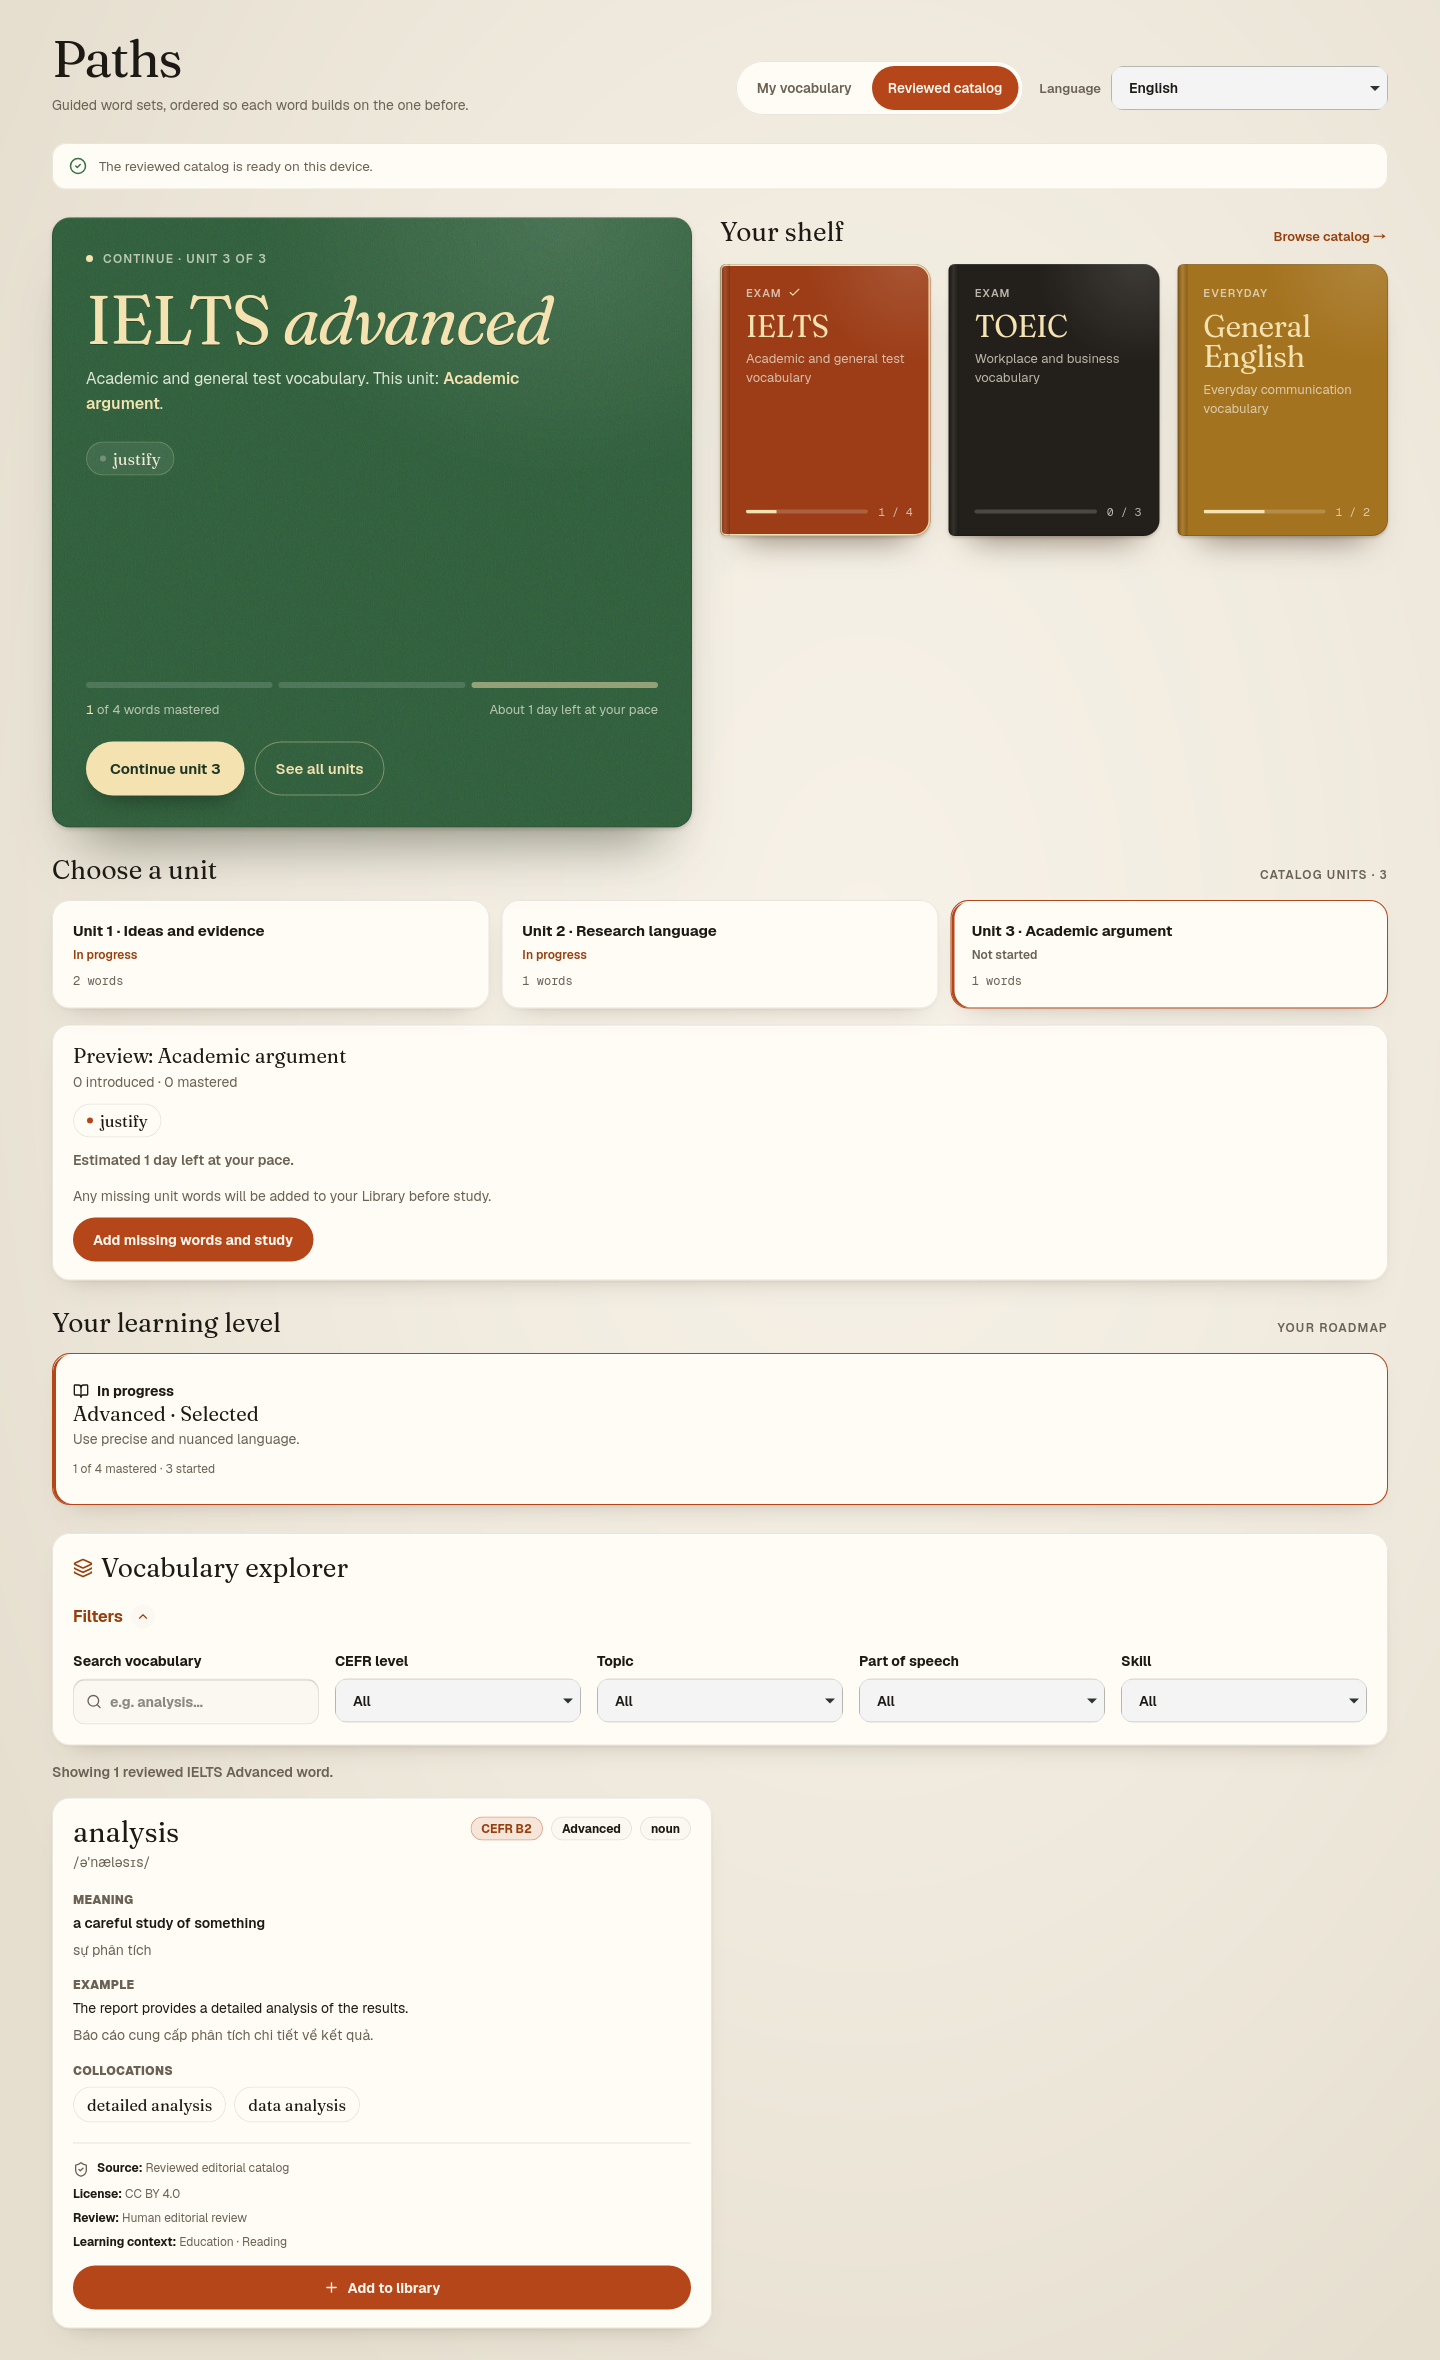 Paths
Guided word sets, ordered so each word builds on the one before.
My vocabulary
Reviewed catalog
Language
English
The reviewed catalog is ready on this device.
CONTINUE · UNIT 3 OF 3
IELTS advanced
Academic and general test vocabulary. This unit: Academic
argument.
justify
1 of 4 words mastered
About 1 day left at your pace
Continue unit 3
See all units
Your shelf
Browse catalog →
EXAM
IELTS
Academic and general test
vocabulary
1 / 4
EXAM
TOEIC
Workplace and business
vocabulary
0 / 3
EVERYDAY
General
English
Everyday communication
vocabulary
1 / 2
Choose a unit
CATALOG UNITS · 3
Unit 1 · Ideas and evidence
In progress
2 words
Unit 2 · Research language
In progress
1 words
Unit 3 · Academic argument
Not started
1 words
Preview: Academic argument
0 introduced · 0 mastered
justify
Estimated 1 day left at your pace.
Any missing unit words will be added to your Library before study.
Add missing words and study
Your learning level
YOUR ROADMAP
In progress
Advanced · Selected
Use precise and nuanced language.
1 of 4 mastered · 3 started
Vocabulary explorer
Filters
Search vocabulary
e.g. analysis...
CEFR level
All
Topic
All
Part of speech
All
Skill
All
Showing 1 reviewed IELTS Advanced word.
analysis
CEFR B2
Advanced
noun
/əˈnæləsɪs/
MEANING
a careful study of something
sự phân tích
EXAMPLE
The report provides a detailed analysis of the results.
Báo cáo cung cấp phân tích chi tiết về kết quả.
COLLOCATIONS
detailed analysis
data analysis
Source: Reviewed editorial catalog
License: CC BY 4.0
Review: Human editorial review
Learning context: Education · Reading
+ Add to library